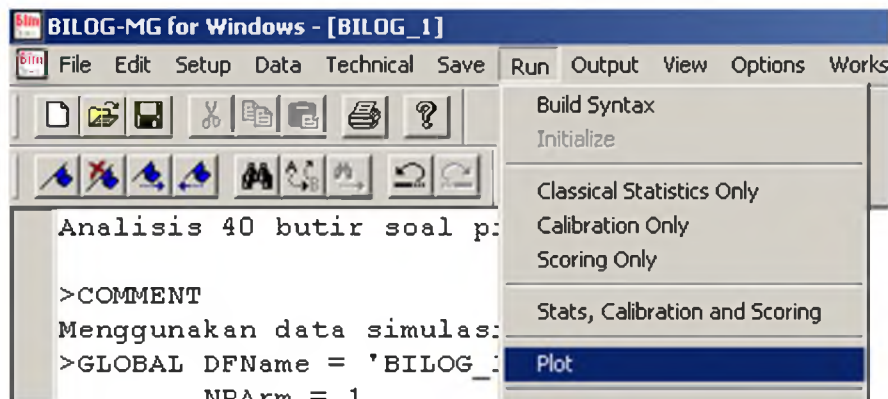 BILOG-MG for Windows - [BILOG_1]
File Edit Setup Data Technical Save Run Output View Options Works
Build Syntax
Initialize
Classical Statistics Only
Calibration Only
Scoring Only
Stats, Calibration and Scoring
Plot
Analisis 40 butir soal
>COMMENT
Menggunakan data simulas
>GLOBAL DFName = 'BILOG_
NPArm = 1